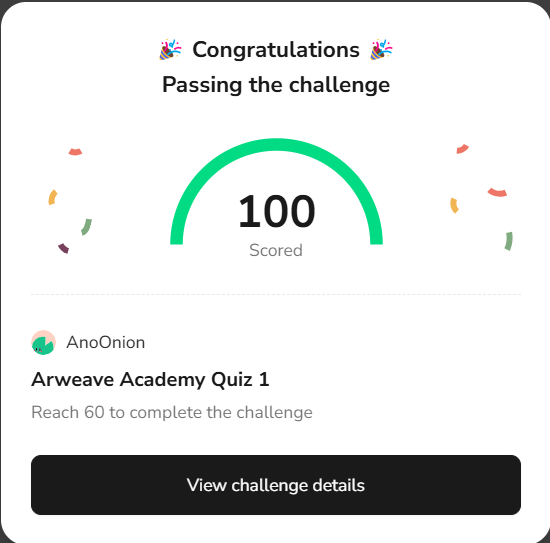 🎉 Congratulations 🎉
Passing the challenge
100
Scored
AnoOnion
Arweave Academy Quiz 1
Reach 60 to complete the challenge
View challenge details